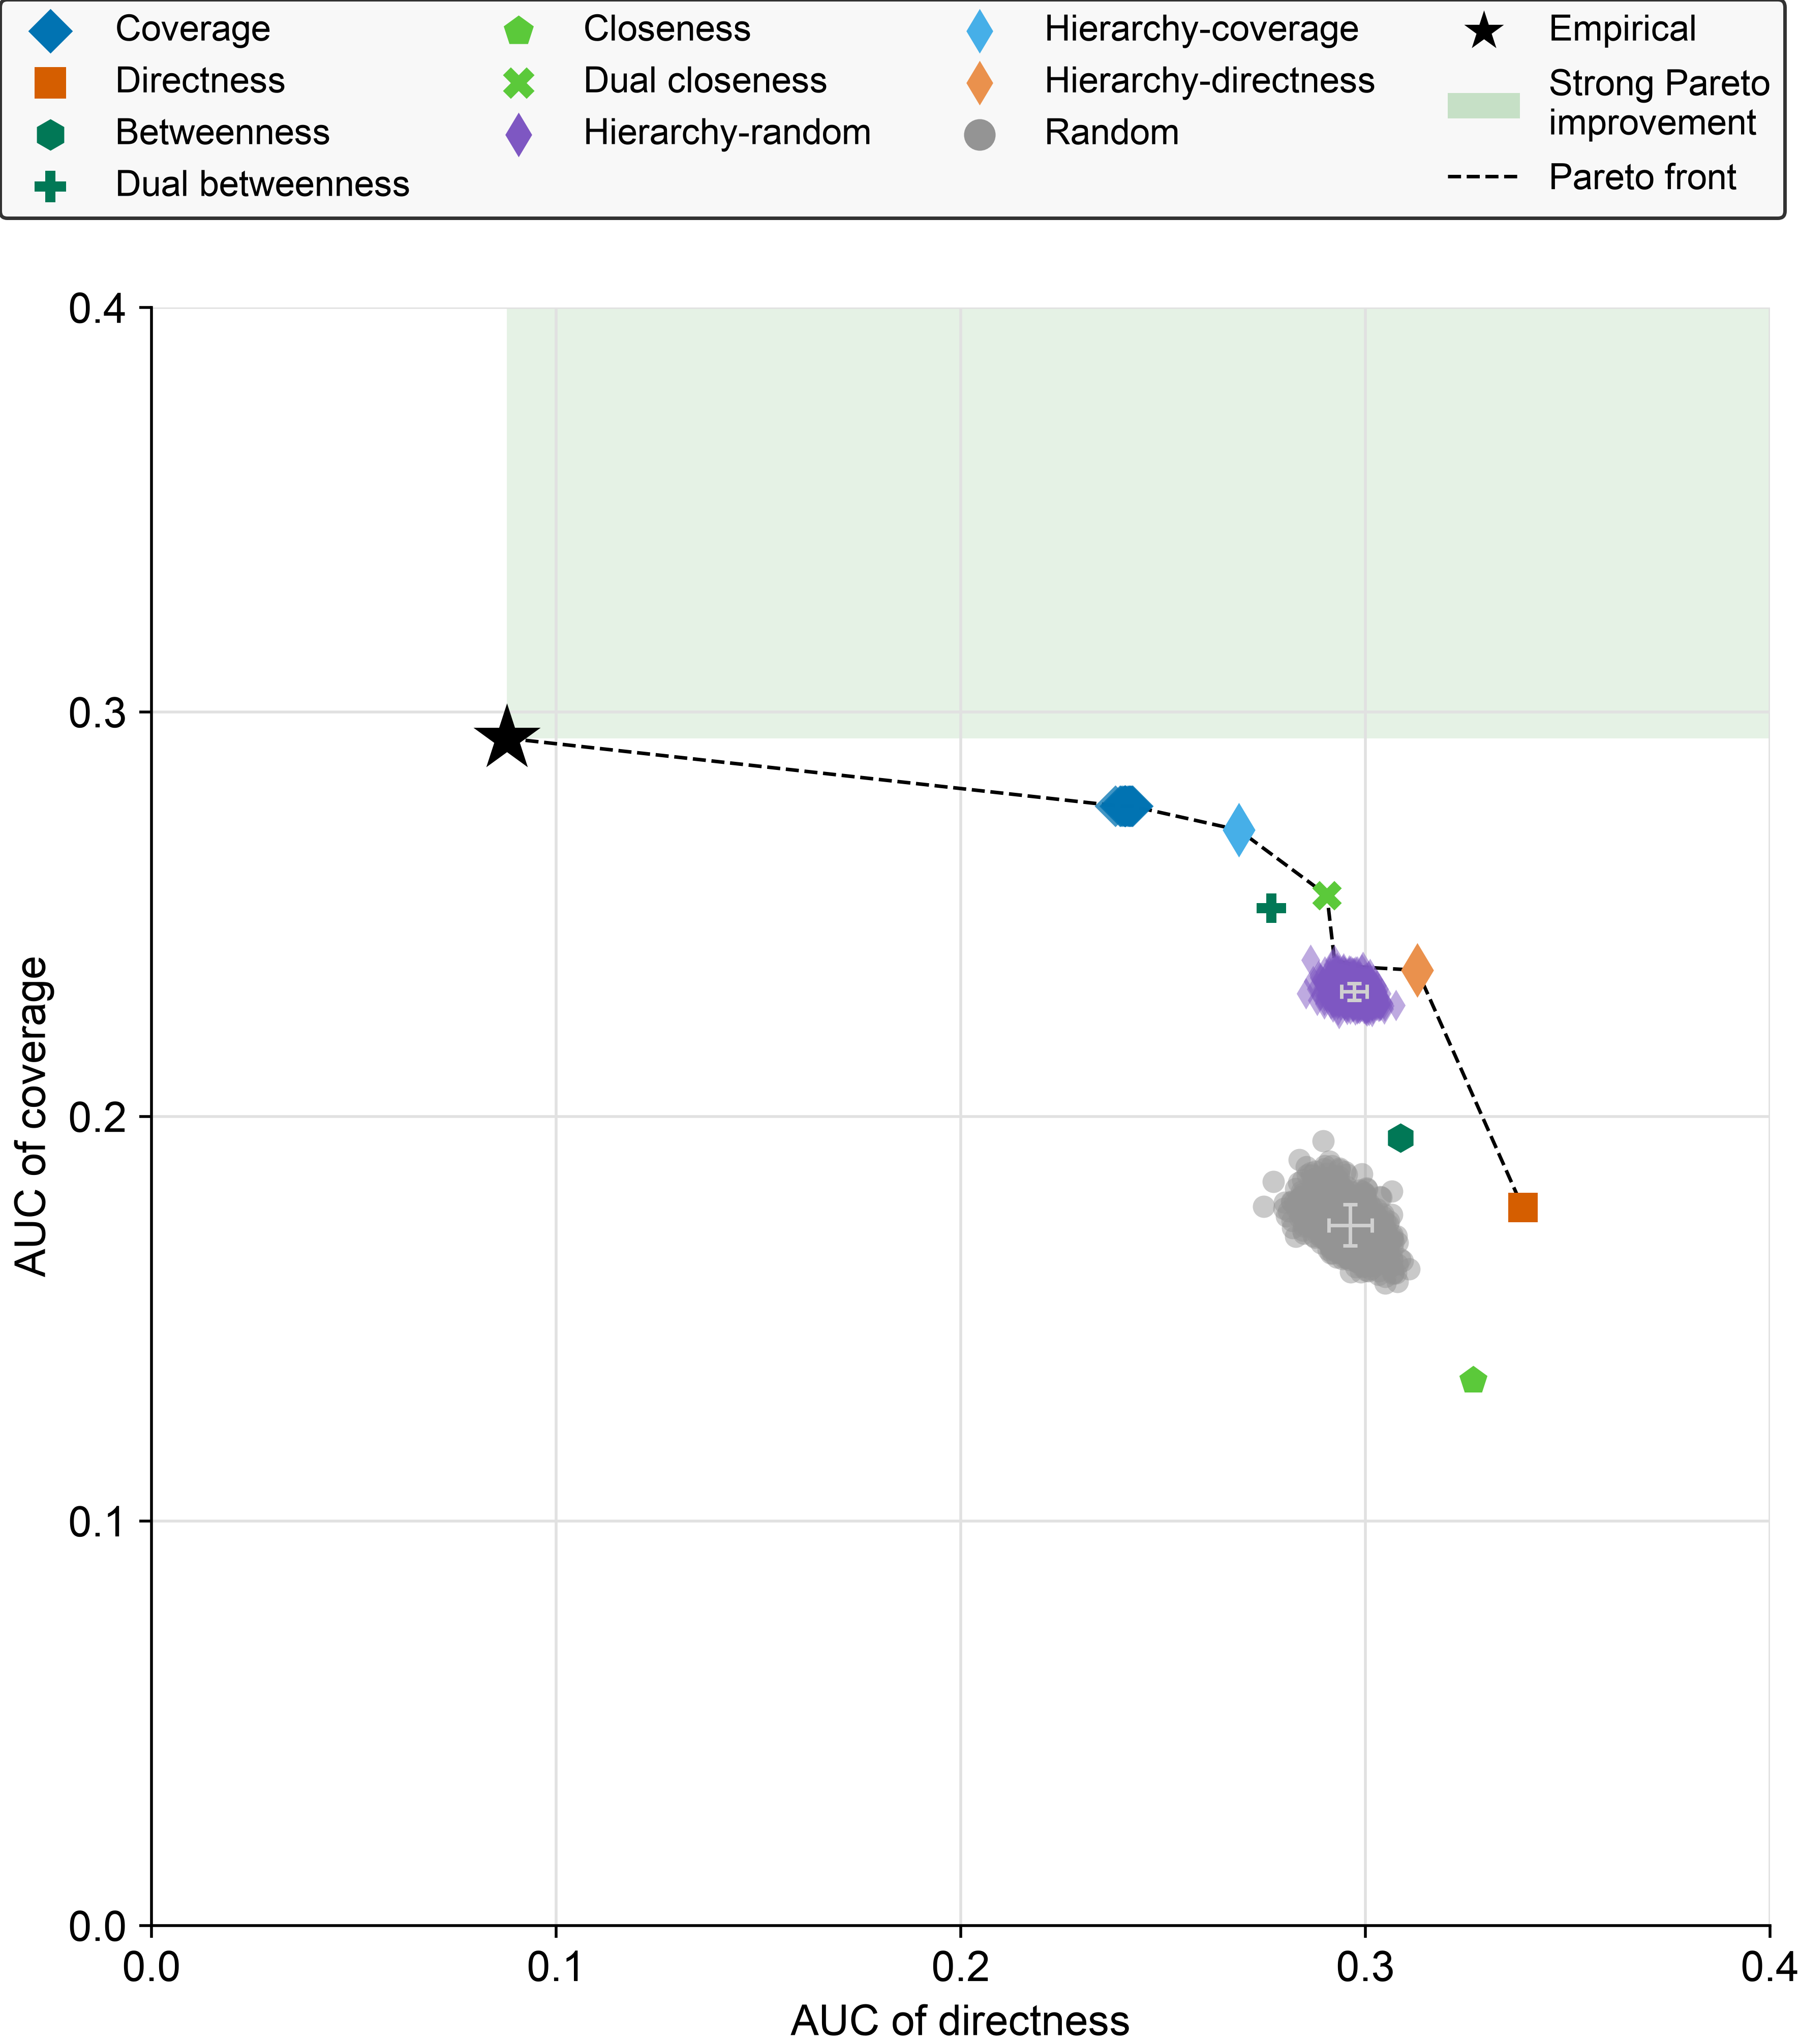 Coverage
Directness
Betweenness
Dual betweenness
Closeness
Dual closeness
Hierarchy-random
Hierarchy-coverage
Hierarchy-directness
Random
Empirical
Strong Pareto
improvement
Pareto front
0.4
0.3
0.2
0.1
0.0
AUC of coverage
0.0
0.1
0.2
0.3
0.4
AUC of directness